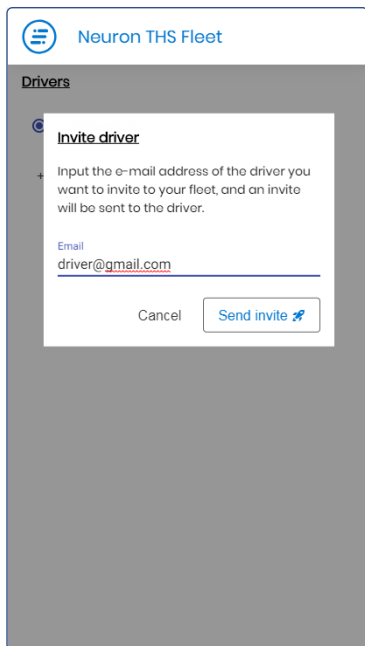 Neuron THS Fleet
Drivers
Invite driver
Input the e-mail address of the driver you
want to invite to your fleet, and an invite
will be sent to the driver.
Email
driver@gmail.com
Cancel Send invite
+